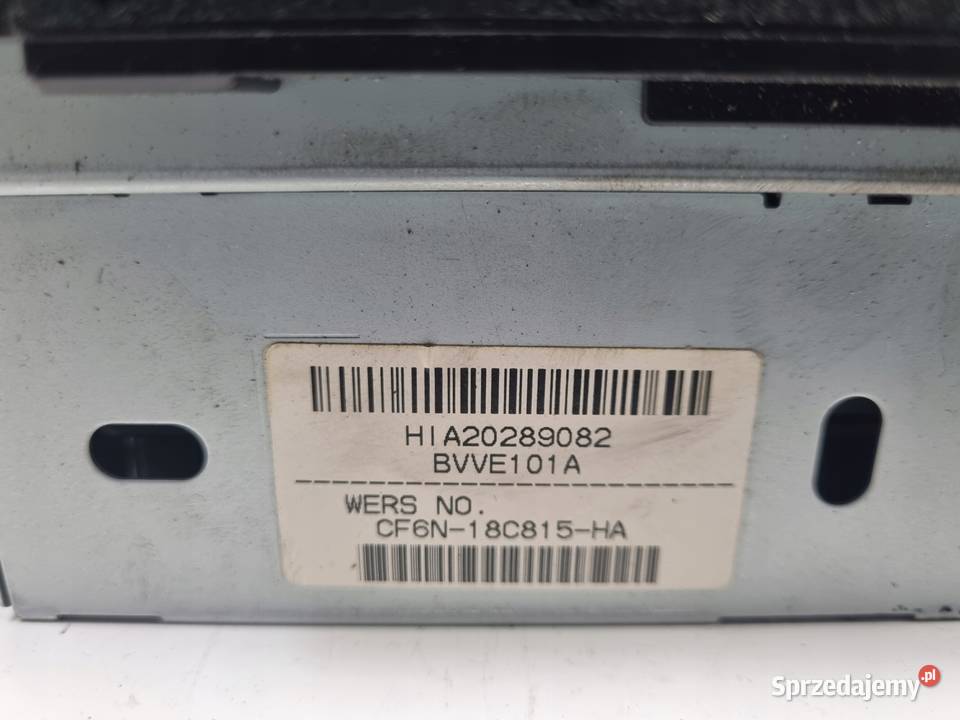 HIA20289082
BVVE101A
WERS NO.
CF6N-18C815-HA
Sprzedajemy.pl